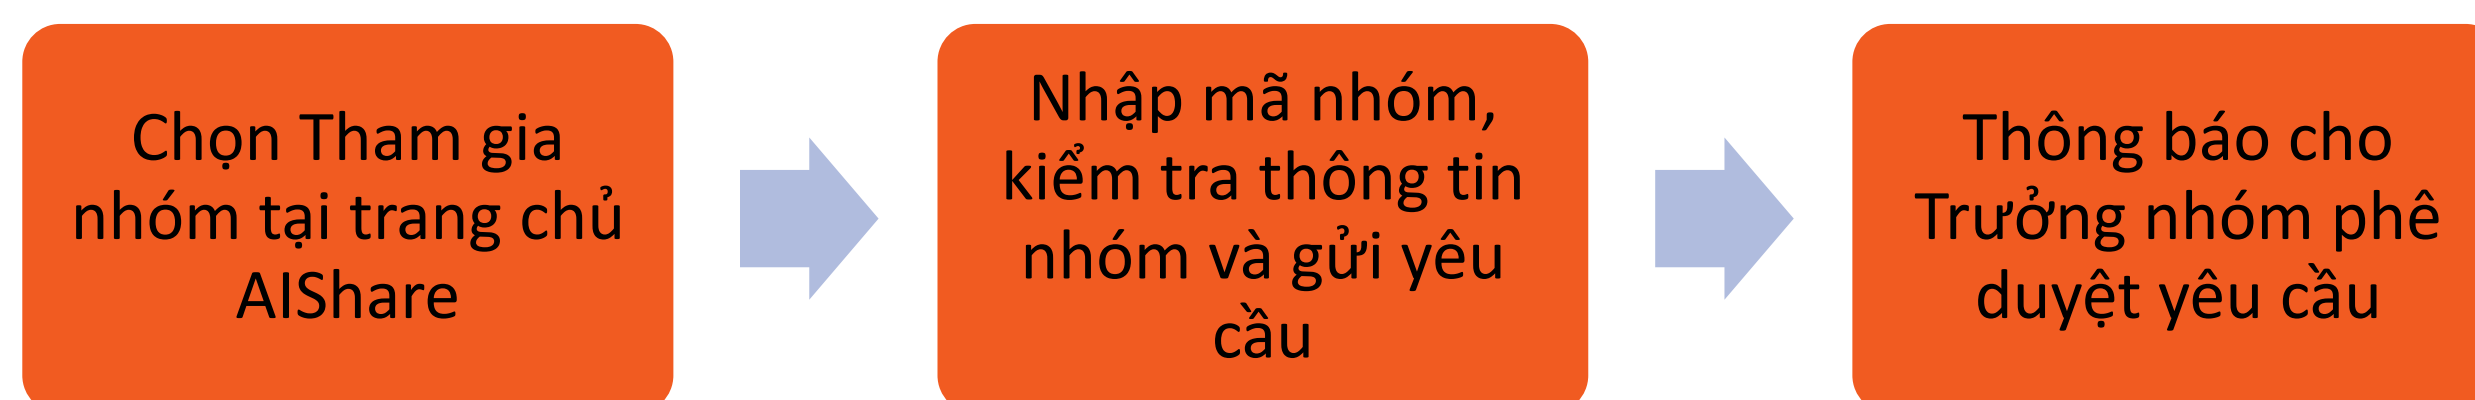 Chọn Tham gia
nhóm tại trang chủ
AIShare
Nhập mã nhóm,
kiểm tra thông tin
nhóm và gửi yêu
cầu
Thông báo cho
Trưởng nhóm phê
duyệt yêu cầu